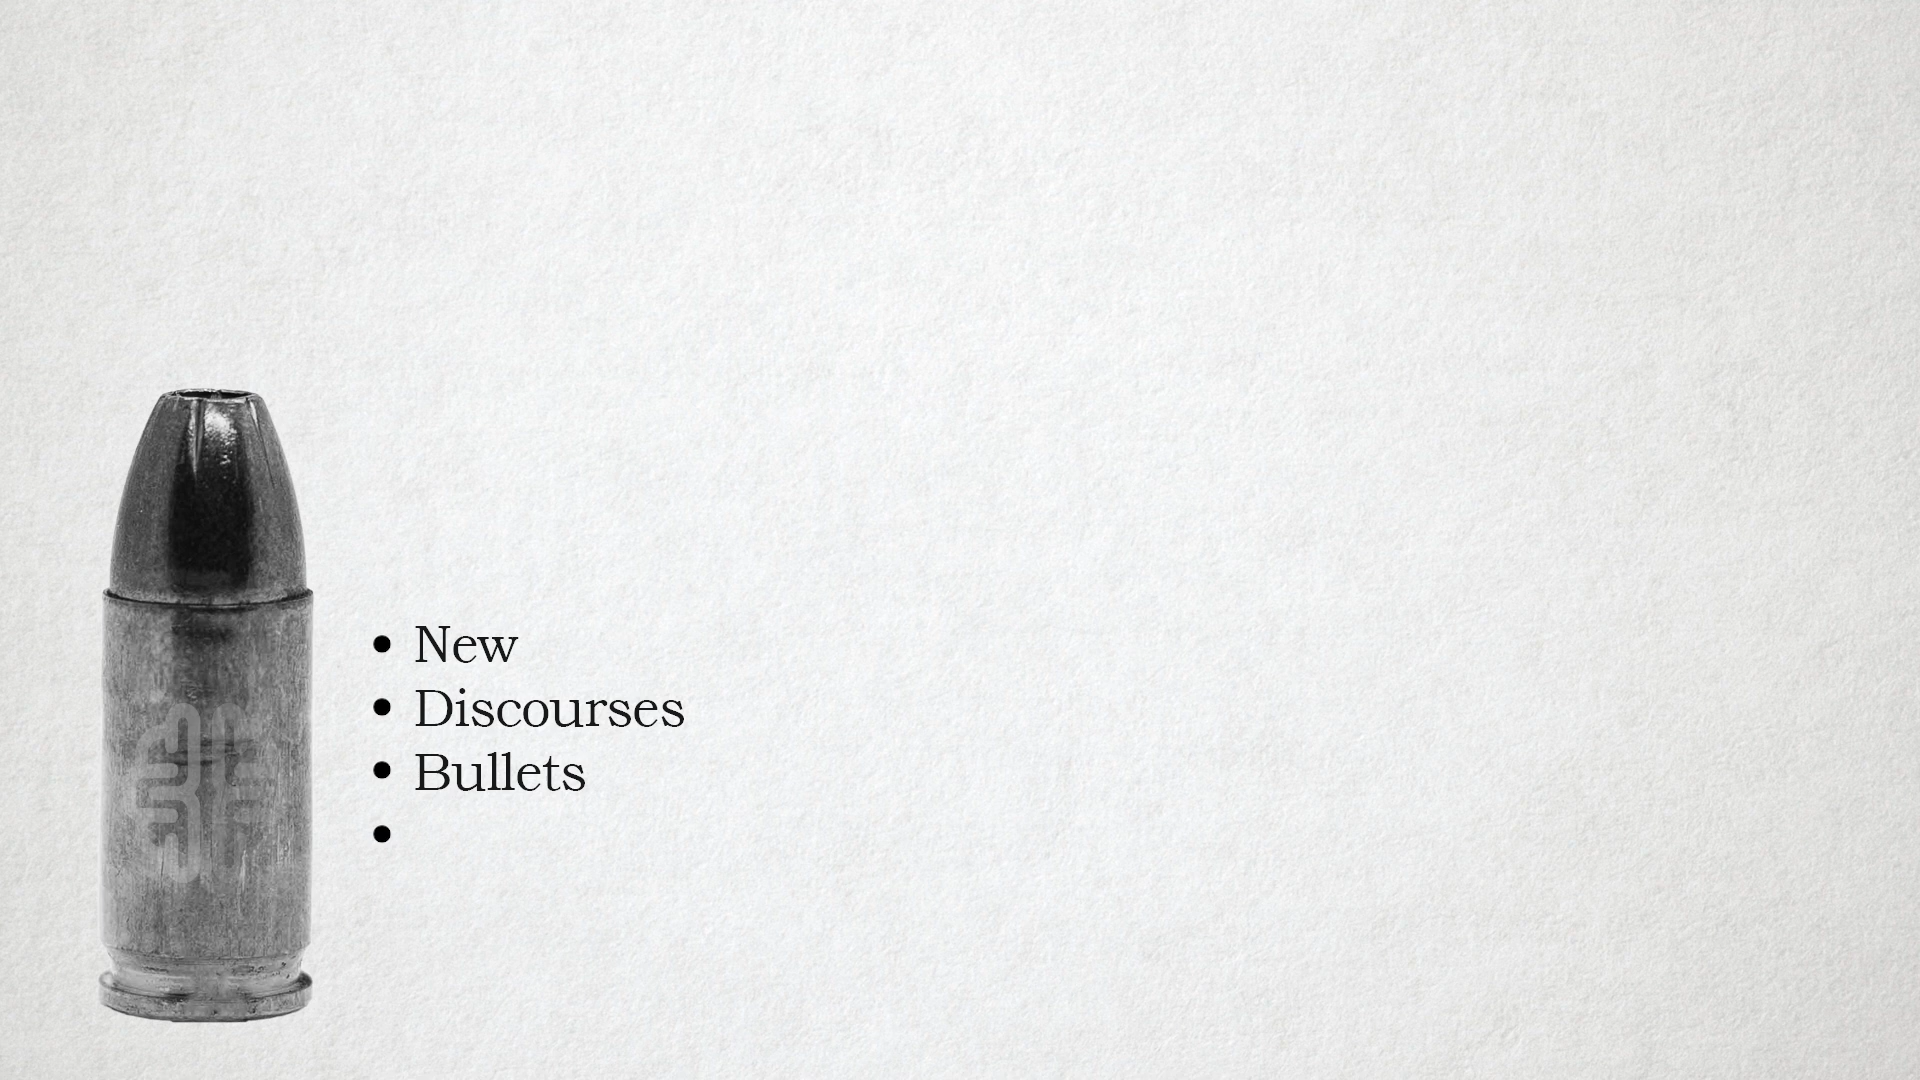 • New
• Discourses
• Bullets
•